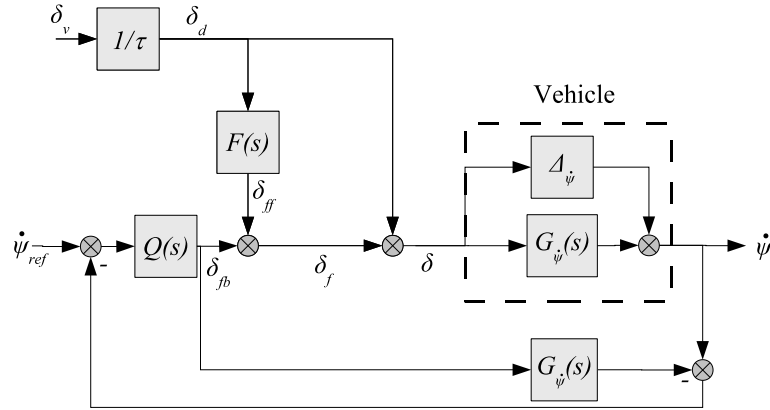 δ_v
1/τ
δ_d
Vehicle
F(s)
Δ_ψ̇
δ_ff
ψ̇_ref
-
Q(s)
δ_fb
δ_f
δ
G_ψ̇(s)
ψ̇
G_ψ̇(s)
-